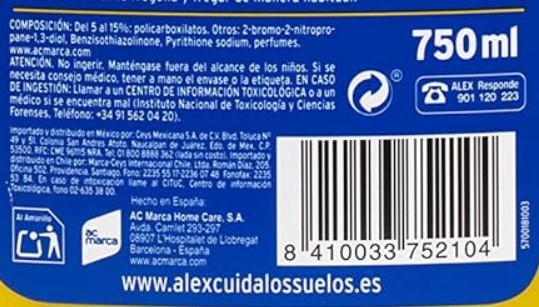 COMPOSICIÓN: Del 5 al 15%: policarboxilatos. Otros: 2-bromo-2-nitropro-
pane-1,3-diol, Benzisothiazolinone, Pyrithione sodium, perfumes.
www.acmarca.com
ATENCIÓN. No ingerir. Manténgase fuera del alcance de los niños. Si se
necesita consejo médico, tener a mano el envase o la etiqueta. EN CASO
DE INGESTIÓN: Llamar a un CENTRO DE INFORMACIÓN TOXICOLÓGICA o a un
médico si se encuentra mal (Instituto Nacional de Toxicología y Ciencias
Forenses, Teléfono: +34 91 562 04 20).
750 ml
®
ALEX Responde
901 120 223
Importado y distribuido en México por: Ceys Mexicana S.A. de C.V. Blvd. Toluca Nº
49 y 51. Colonia San Andres Atoto. Naucalpan de Juárez. Edo. de Mex. C.P.
53500. RFC: CME 961115 NRA. Tel: 01 800 8888 362 (lada sin costo). Importado y
distribuido en Chile por: Marca-Ceys Internacional Chile, Ltda. Román Díaz, 205.
Oficina 502. Providencia. Santiago. Fono: 2235 55 17-2236 07 48 Fonofax: 2235
53 84. En caso de intoxicación llame al CITUC, Centro de información
Toxicológica, fono 02-635 38 00.
Al Amarillo
ac
marca
Hecho en España:
AC Marca Home Care, S.A.
Avda. Carrilet 293-297
08907 L'Hospitalet de Llobregat
Barcelona - España
www.acmarca.com
8 410033 752104
5700181003
www.alexcuidalossuelos.es